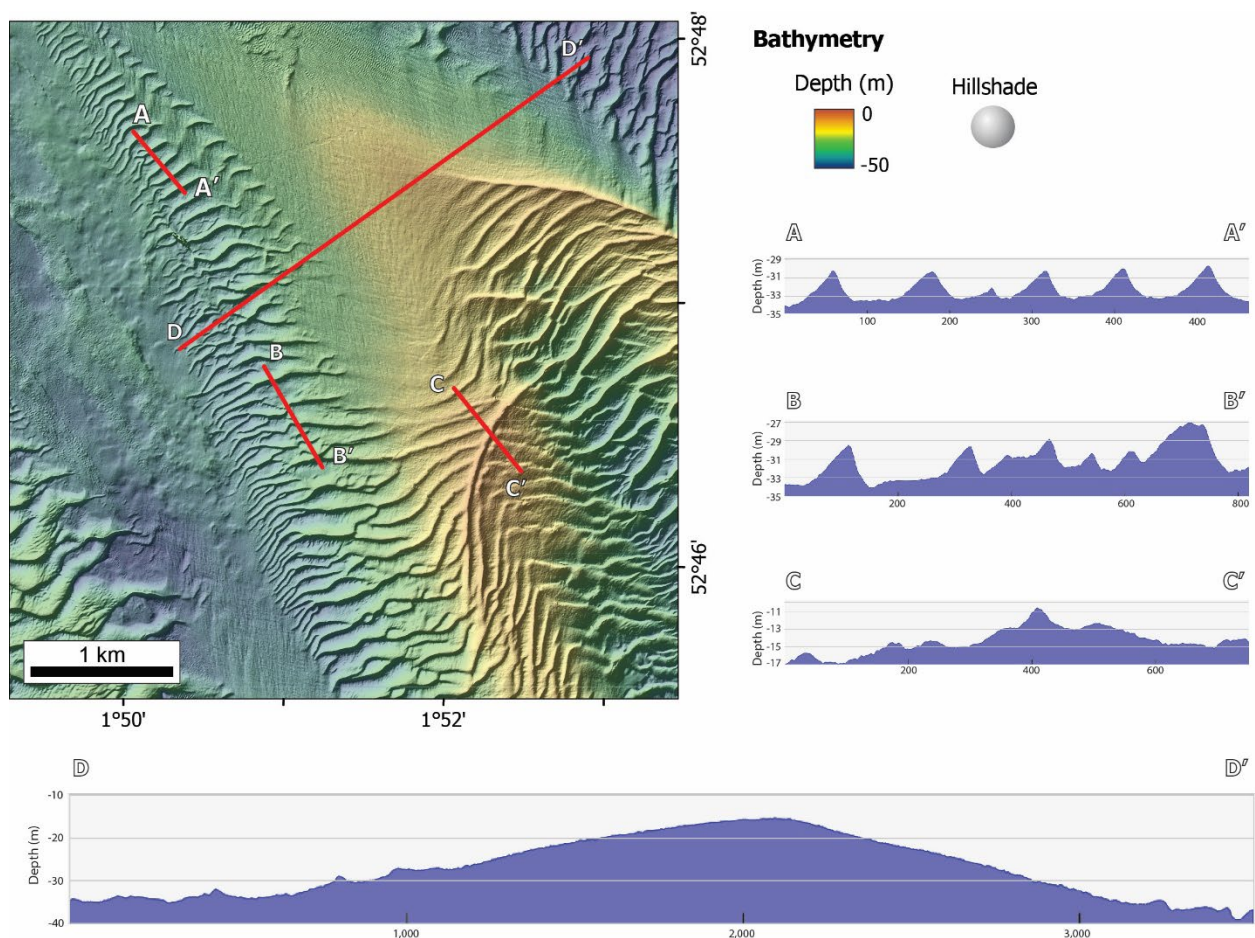 Bathymetry
Depth (m)
0
-50
Hillshade
A
A′
B
B′
C
C′
D
D′
1 km
1°50'
1°52'
52°48'
52°46'
A
A′
Depth (m)
-29
-31
-33
-35
100
200
300
400
400
B
B′
Depth (m)
-27
-29
-31
-33
-35
200
400
600
800
C
C′
Depth (m)
-11
-13
-15
-17
200
400
600
D
D′
Depth (m)
-10
-20
-30
-40
1,000
2,000
3,000